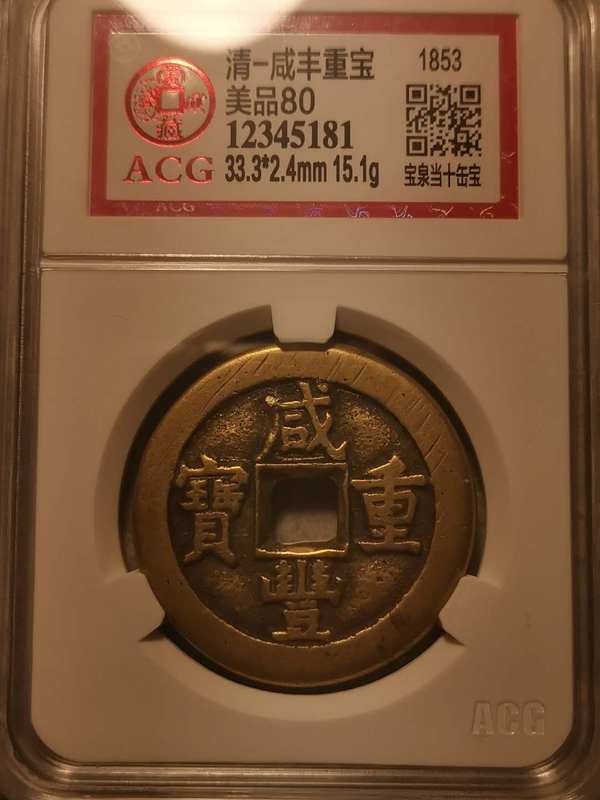 清-咸丰重宝
1853
美品80
12345181
ACG
33.3*2.4mm 15.1g
宝泉当十缶宝
ACG
咸
寶 重
豐
ACG